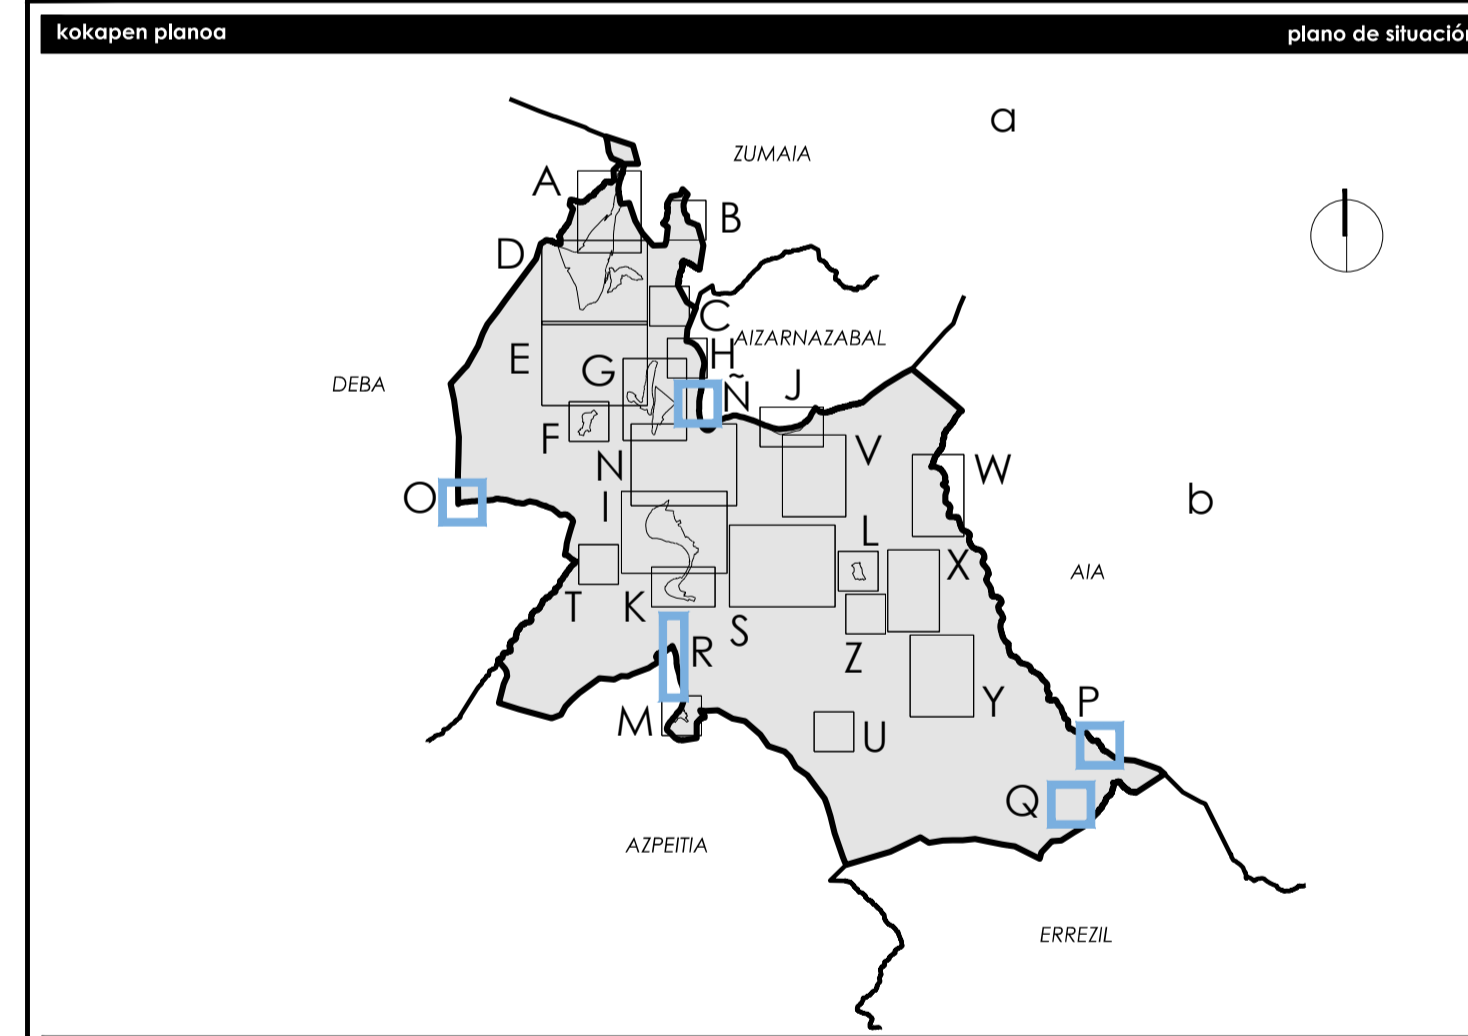 kokapen planoa
plano de situación
a
ZUMAIA
A
B
D
C
AIZARNAZABAL
H
E
G
DEBA
J
Ñ
F
V
N
W
O
I
b
L
X
AIA
T
K
S
R
Z
Y
P
M
U
Q
AZPEITIA
ERREZIL